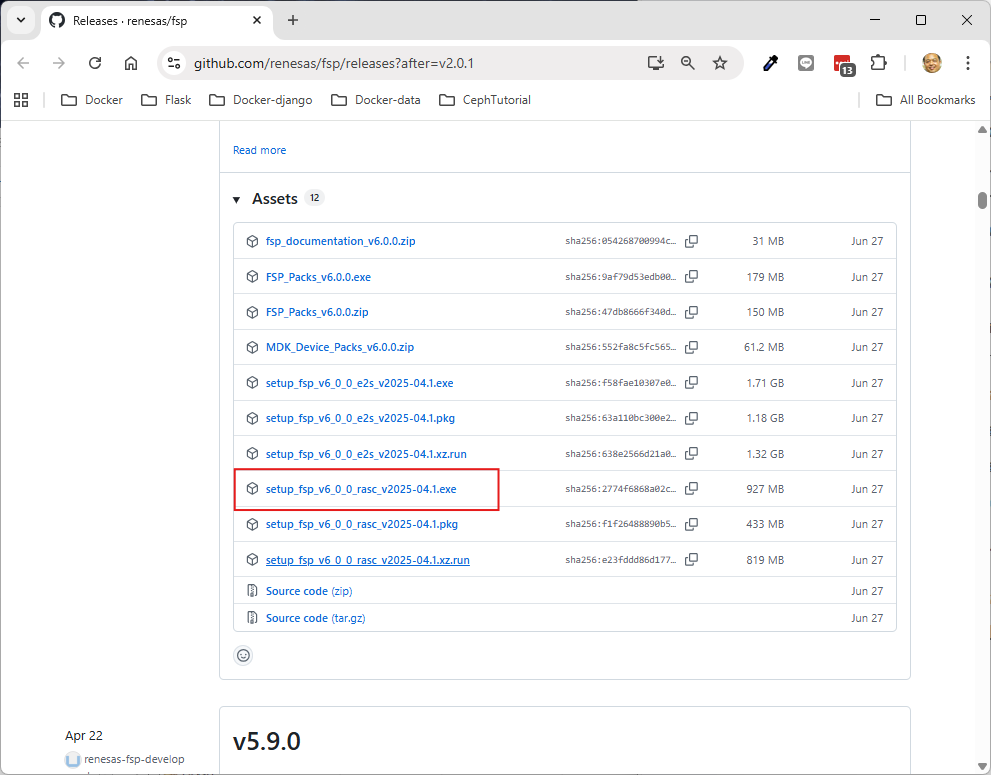 Releases · renesas/fsp
github.com/renesas/fsp/releases?after=v2.0.1
13
Docker
Flask
Docker-django
Docker-data
CephTutorial
All Bookmarks
Read more
Assets 12
fsp_documentation_v6.0.0.zip sha256:054268700994c… 31 MB Jun 27
FSP_Packs_v6.0.0.exe sha256:9af79d53edb00… 179 MB Jun 27
FSP_Packs_v6.0.0.zip sha256:47db8666f340d… 150 MB Jun 27
MDK_Device_Packs_v6.0.0.zip sha256:552fa8c5fc565… 61.2 MB Jun 27
setup_fsp_v6_0_0_e2s_v2025-04.1.exe sha256:f58fae10307e0… 1.71 GB Jun 27
setup_fsp_v6_0_0_e2s_v2025-04.1.pkg sha256:63a110bc300e2… 1.18 GB Jun 27
setup_fsp_v6_0_0_e2s_v2025-04.1.xz.run sha256:638e2566d21a0… 1.32 GB Jun 27
setup_fsp_v6_0_0_rasc_v2025-04.1.exe sha256:2774f6868a02c… 927 MB Jun 27
setup_fsp_v6_0_0_rasc_v2025-04.1.pkg sha256:f1f26488890b5… 433 MB Jun 27
setup_fsp_v6_0_0_rasc_v2025-04.1.xz.run sha256:e23fddd86d177… 819 MB Jun 27
Source code (zip) Jun 27
Source code (tar.gz) Jun 27
Apr 22
renesas-fsp-develop
v5.9.0